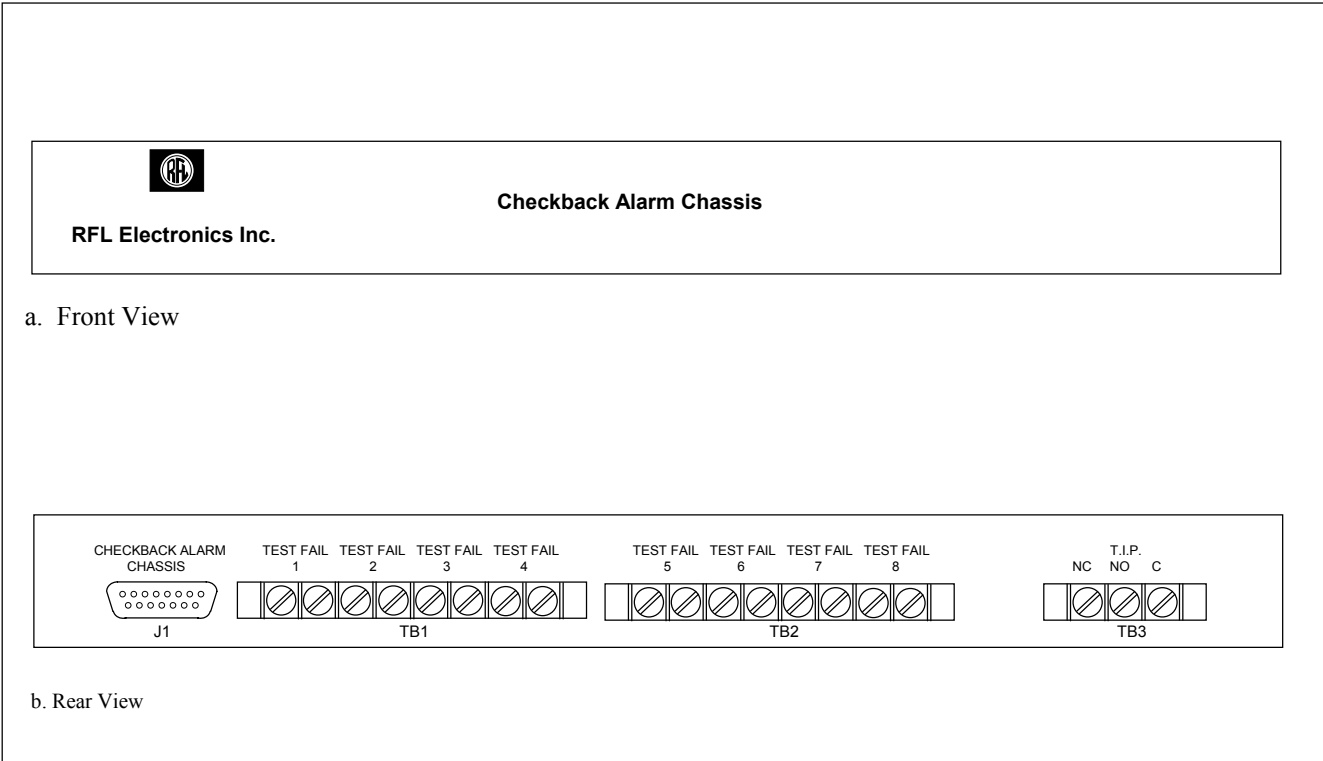 RFL
Checkback Alarm Chassis
RFL Electronics Inc.
a. Front View
CHECKBACK ALARM CHASSIS
TEST FAIL TEST FAIL TEST FAIL TEST FAIL
1 2 3 4
TEST FAIL TEST FAIL TEST FAIL TEST FAIL
5 6 7 8
T.I.P.
NC NO C
J1
TB1
TB2
TB3
b. Rear View